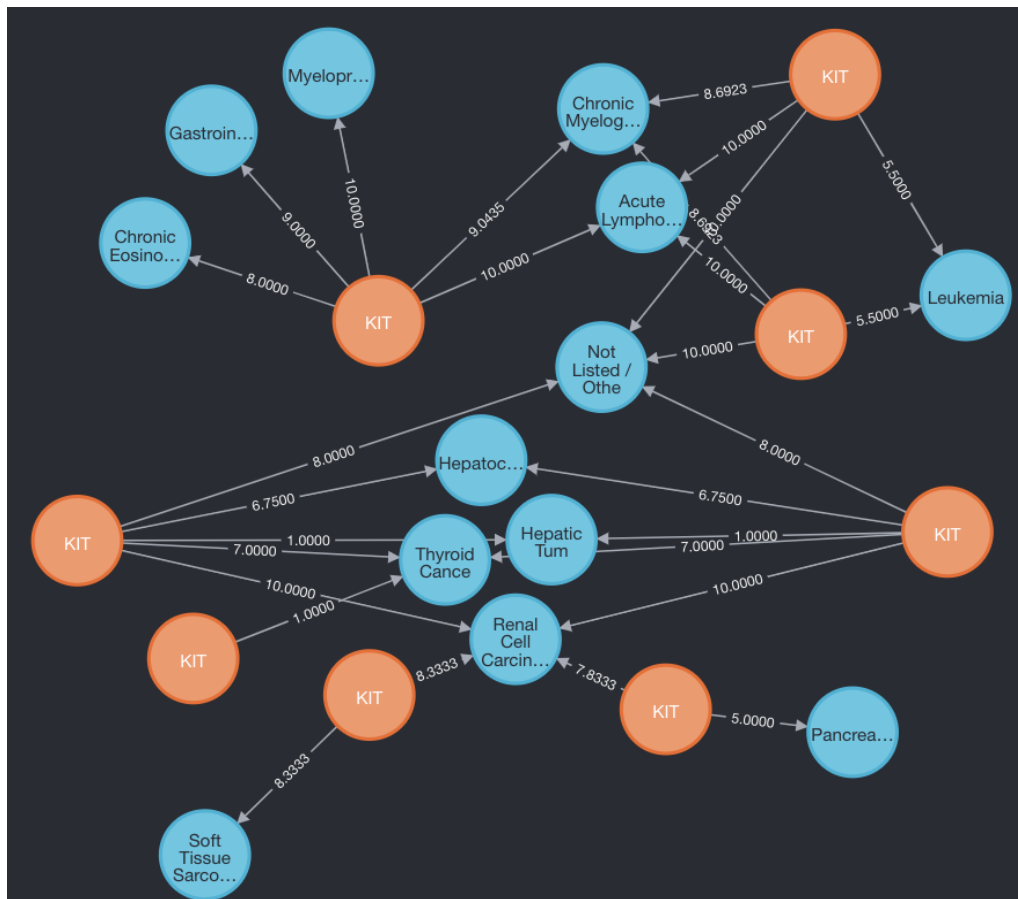 Myelopr…
KIT
Chronic
Myelog…
8.6923
Gastroin…
10.0000
5.5000
10.0000
9.0000
9.0435
Acute
Lympho…
8.6923
Chronic
Eosino…
10.0000
10.0000
8.0000
Leukemia
KIT
5.5000
KIT
10.0000
Not
Listed /
Othe
8.0000
8.0000
Hepatoc…
6.7500
6.7500
KIT
KIT
1.0000
7.0000
Hepatic
Tum
1.0000
7.0000
Thyroid
Cance
10.0000
10.0000
1.0000
Renal
Cell
Carcin…
KIT
8.3333
7.8333
KIT
KIT
5.0000
Pancrea…
8.3333
Soft
Tissue
Sarco…